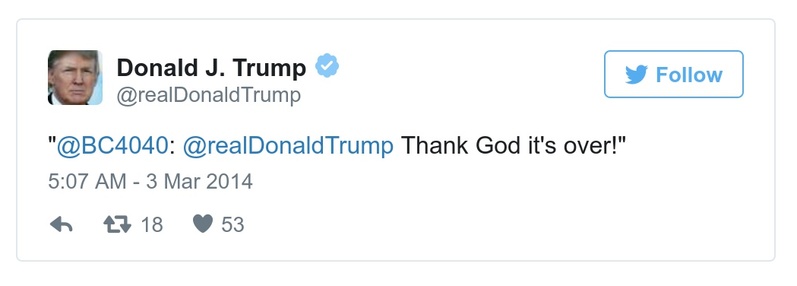 Donald J. Trump
Follow
@realDonaldTrump
"@BC4040: @realDonaldTrump Thank God it's over!"
5:07 AM - 3 Mar 2014
18 53